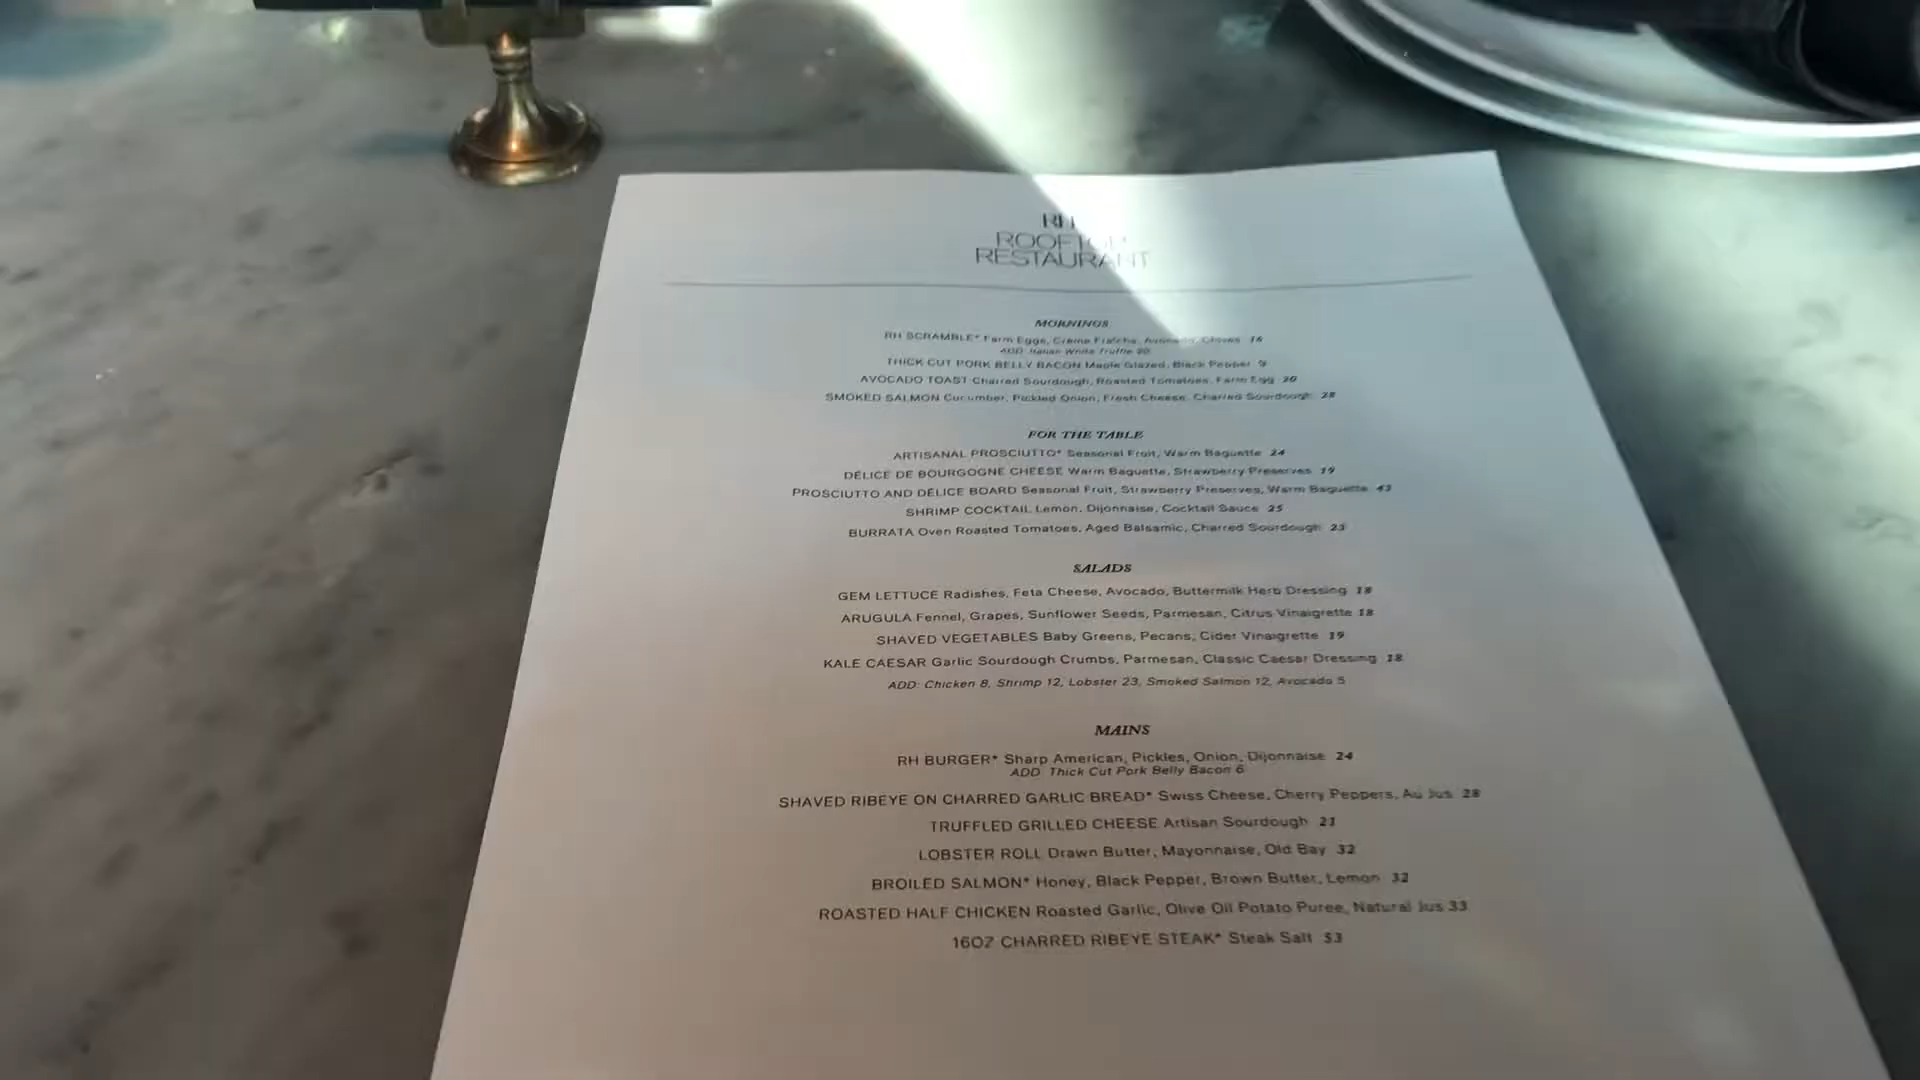 RH
ROOFTOP
RESTAURANT
MORNINGS
RH SCRAMBLE* Farm Eggs, Crème Fraîche, Avocado, Chives 16
ADD: Italian White Truffle 20
THICK CUT PORK BELLY BACON Maple Glazed, Black Pepper 9
AVOCADO TOAST Charred Sourdough, Roasted Tomatoes, Farm Egg 20
SMOKED SALMON Cucumber, Pickled Onion, Fresh Cheese, Charred Sourdough 28
FOR THE TABLE
ARTISANAL PROSCIUTTO* Seasonal Fruit, Warm Baguette 24
DÉLICE DE BOURGOGNE CHEESE Warm Baguette, Strawberry Preserves 19
PROSCIUTTO AND DÉLICE BOARD Seasonal Fruit, Strawberry Preserves, Warm Baguette 43
SHRIMP COCKTAIL Lemon, Dijonnaise, Cocktail Sauce 25
BURRATA Oven Roasted Tomatoes, Aged Balsamic, Charred Sourdough 23
SALADS
GEM LETTUCE Radishes, Feta Cheese, Avocado, Buttermilk Herb Dressing 18
ARUGULA Fennel, Grapes, Sunflower Seeds, Parmesan, Citrus Vinaigrette 18
SHAVED VEGETABLES Baby Greens, Pecans, Cider Vinaigrette 19
KALE CAESAR Garlic Sourdough Crumbs, Parmesan, Classic Caesar Dressing 18
ADD: Chicken 8, Shrimp 12, Lobster 23, Smoked Salmon 12, Avocado 5
MAINS
RH BURGER* Sharp American, Pickles, Onion, Dijonnaise 24
ADD: Thick Cut Pork Belly Bacon 6
SHAVED RIBEYE ON CHARRED GARLIC BREAD* Swiss Cheese, Cherry Peppers, Au Jus 28
TRUFFLED GRILLED CHEESE Artisan Sourdough 21
LOBSTER ROLL Drawn Butter, Mayonnaise, Old Bay 32
BROILED SALMON* Honey, Black Pepper, Brown Butter, Lemon 32
ROASTED HALF CHICKEN Roasted Garlic, Olive Oil Potato Puree, Natural Jus 33
16OZ CHARRED RIBEYE STEAK* Steak Salt 53